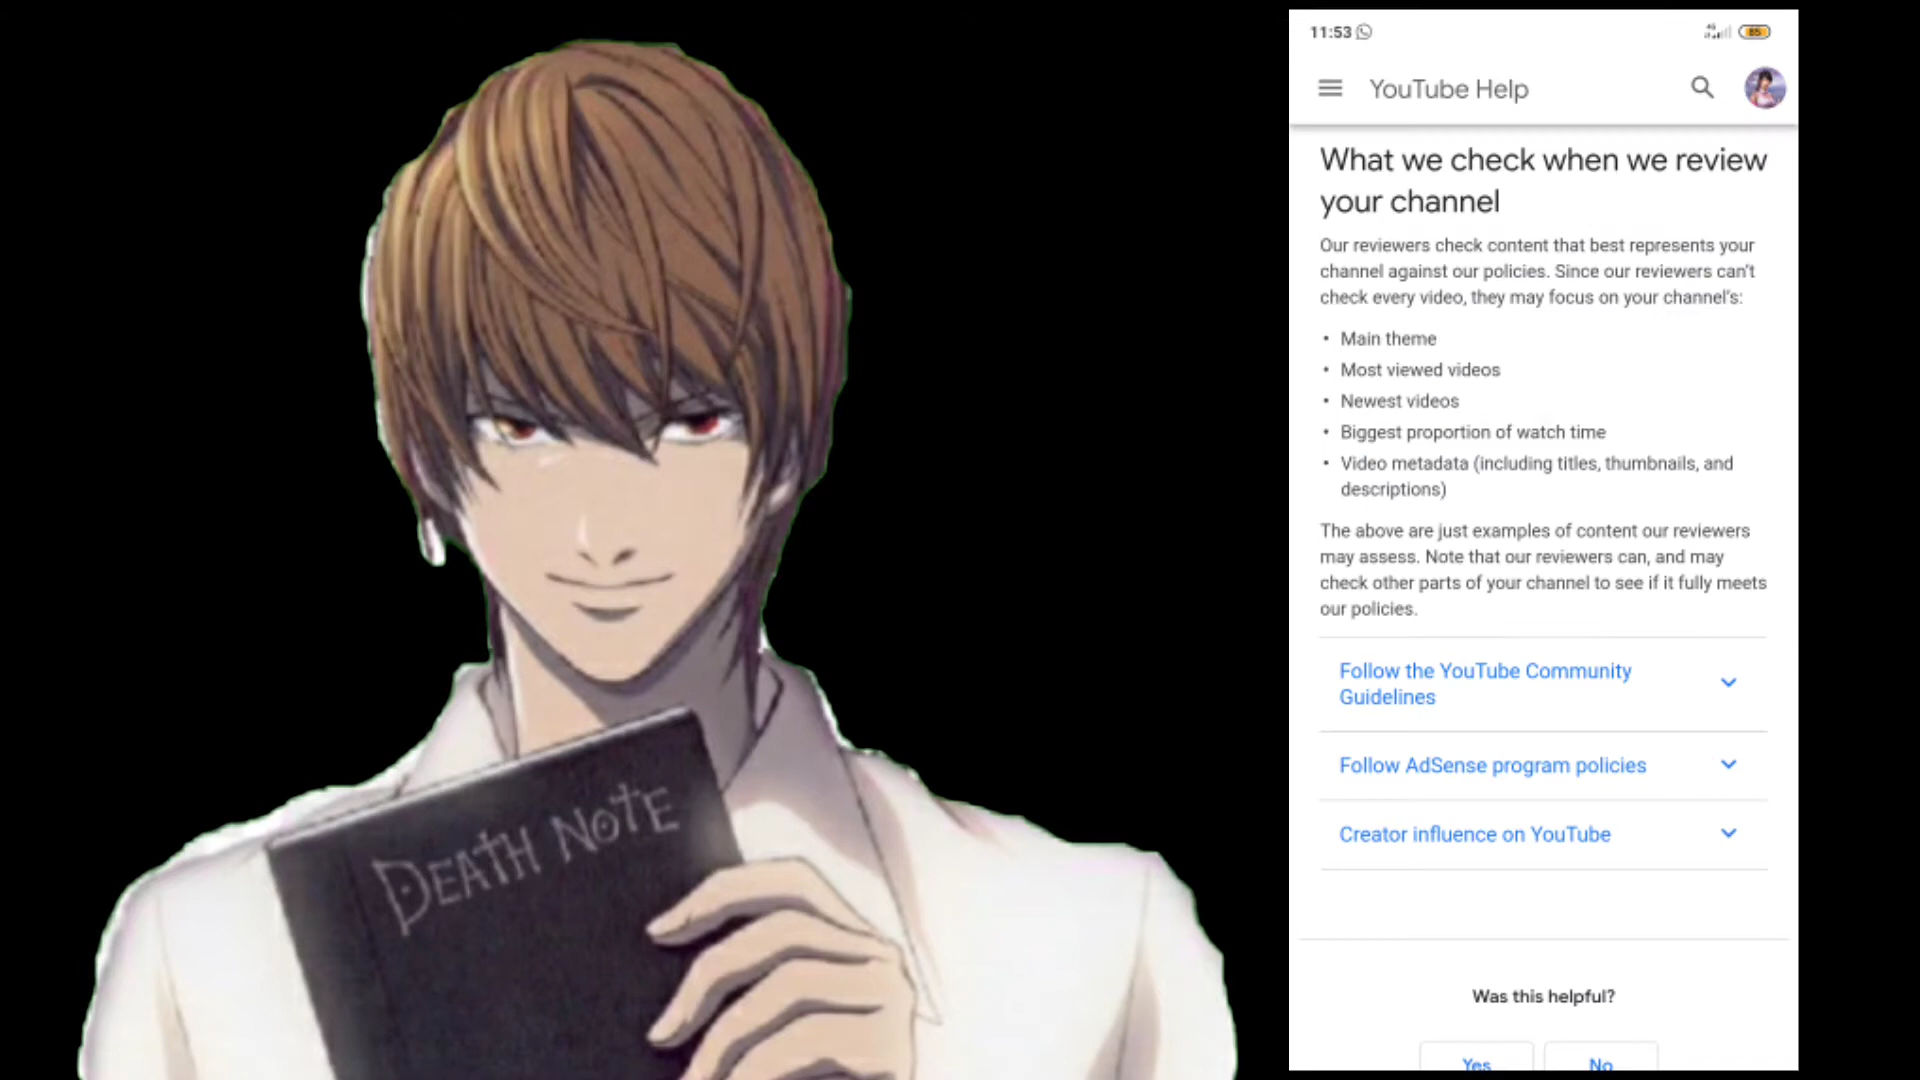 DEATH NOTE
11:53
4G
85
YouTube Help
What we check when we review
your channel
Our reviewers check content that best represents your
channel against our policies. Since our reviewers can't
check every video, they may focus on your channel's:
• Main theme
• Most viewed videos
• Newest videos
• Biggest proportion of watch time
• Video metadata (including titles, thumbnails, and
descriptions)
The above are just examples of content our reviewers
may assess. Note that our reviewers can, and may
check other parts of your channel to see if it fully meets
our policies.
Follow the YouTube Community
Guidelines
Follow AdSense program policies
Creator influence on YouTube
Was this helpful?
Yes No